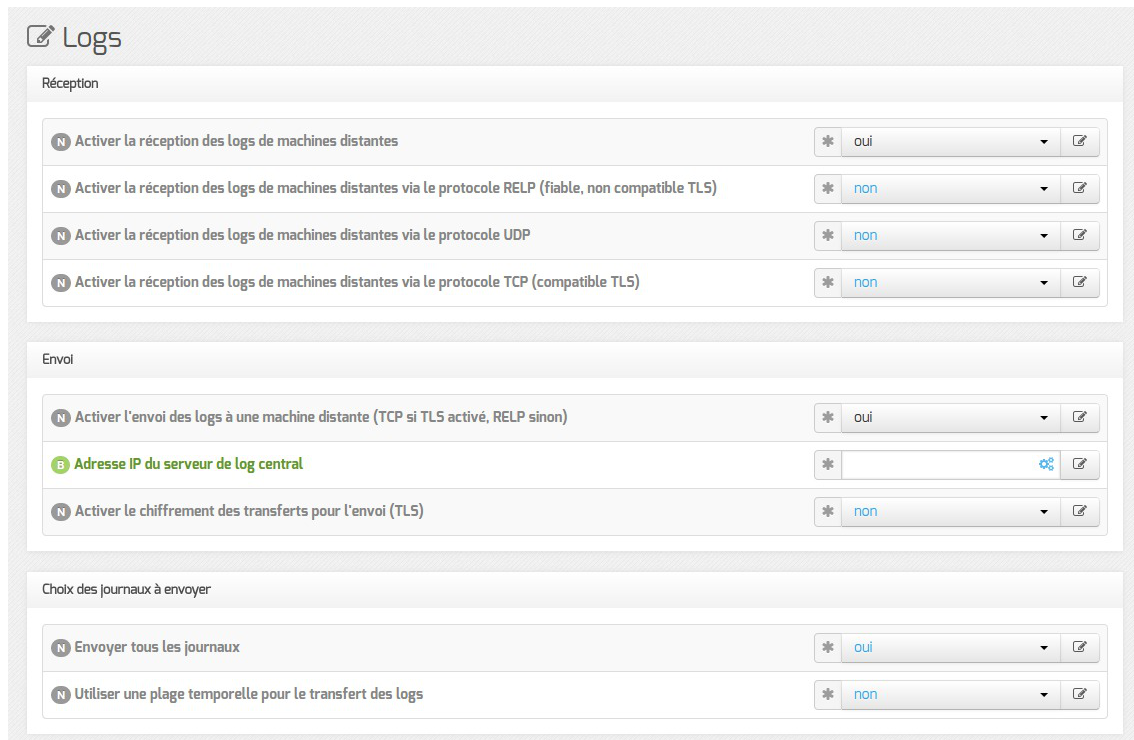 Logs
Réception
N Activer la réception des logs de machines distantes * oui
N Activer la réception des logs de machines distantes via le protocole RELP (fiable, non compatible TLS) * non
N Activer la réception des logs de machines distantes via le protocole UDP * non
N Activer la réception des logs de machines distantes via le protocole TCP (compatible TLS) * non
Envoi
N Activer l'envoi des logs à une machine distante (TCP si TLS activé, RELP sinon) * oui
B Adresse IP du serveur de log central *
N Activer le chiffrement des transferts pour l'envoi (TLS) * non
Choix des journaux à envoyer
N Envoyer tous les journaux * oui
N Utiliser une plage temporelle pour le transfert des logs * non